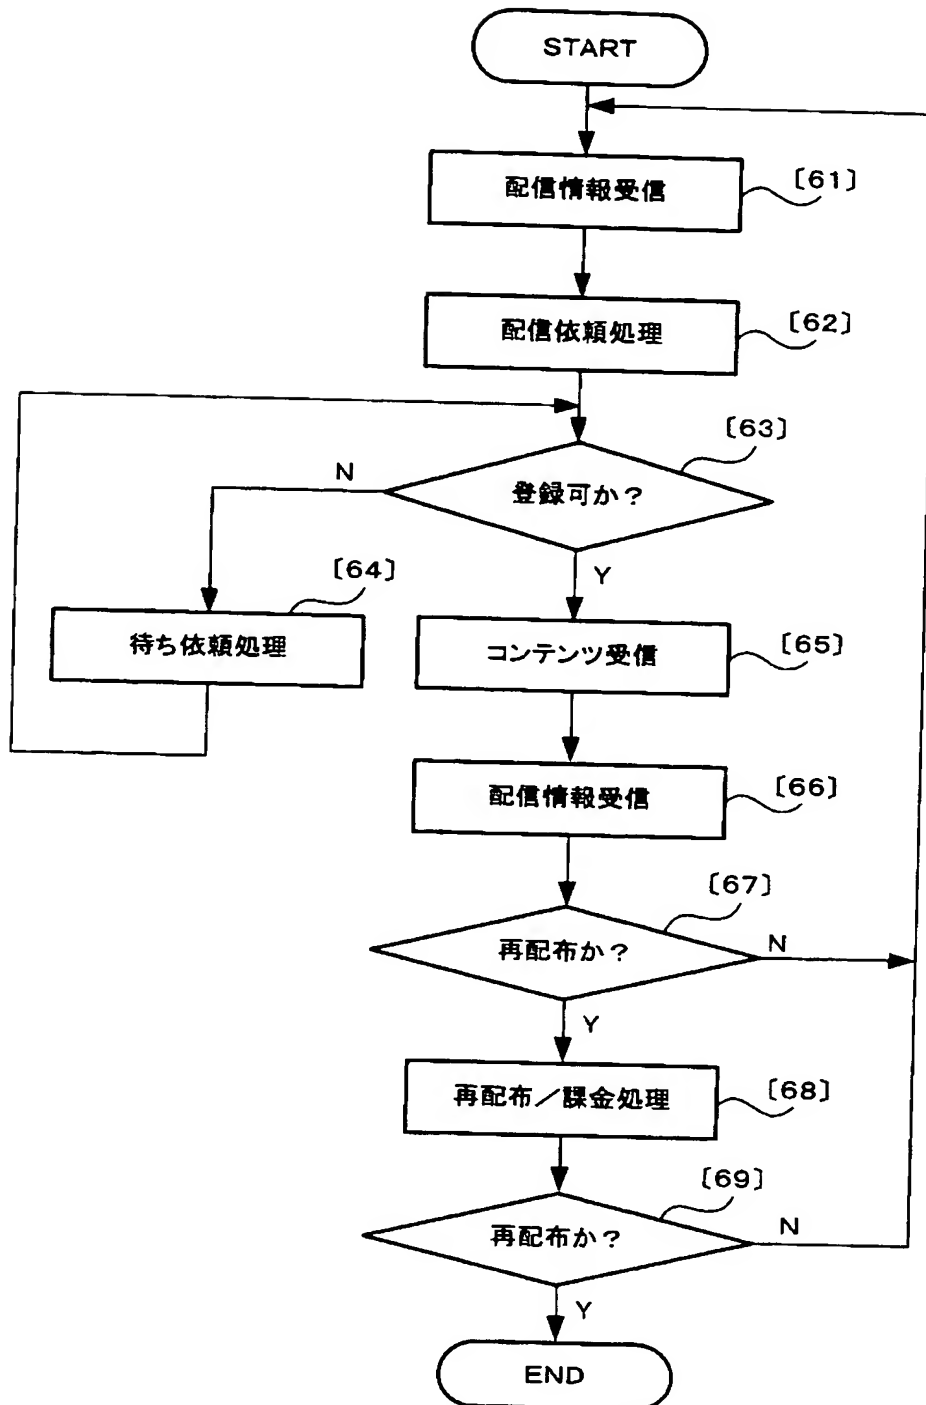 START
配信情報受信
〔61〕
配信依頼処理
〔62〕
〔63〕
登録可か？
N
Y
〔64〕
待ち依頼処理
コンテンツ受信
〔65〕
配信情報受信
〔66〕
〔67〕
再配布か？
N
Y
再配布／課金処理
〔68〕
〔69〕
再配布か？
N
Y
END